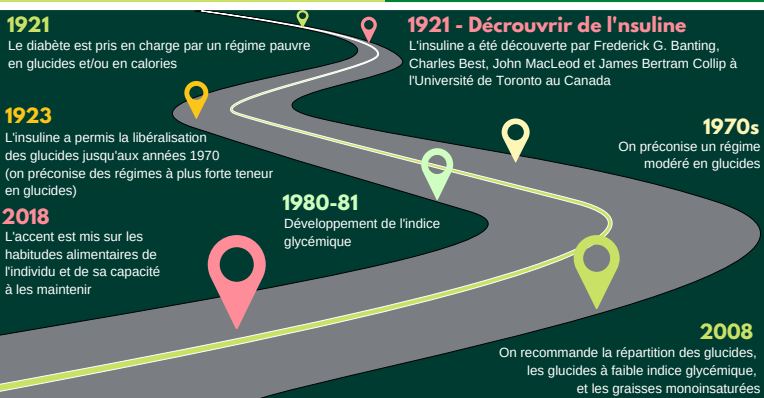 1921
Le diabète est pris en charge par un régime pauvre
en glucides et/ou en calories
1921 - Décrouvrir de l'nsuline
L'insuline a été découverte par Frederick G. Banting,
Charles Best, John MacLeod et James Bertram Collip à
l'Université de Toronto au Canada
1923
L'insuline a permis la libéralisation
des glucides jusqu'aux années 1970
(on préconise des régimes à plus forte teneur
en glucides)
1970s
On préconise un régime
modéré en glucides
1980-81
Développement de l'indice
glycémique
2008
On recommande la répartition des glucides,
les glucides à faible indice glycémique,
et les graisses monoinsaturées
2018
L'accent est mis sur les
habitudes alimentaires de
l'individu et de sa capacité
à les maintenir